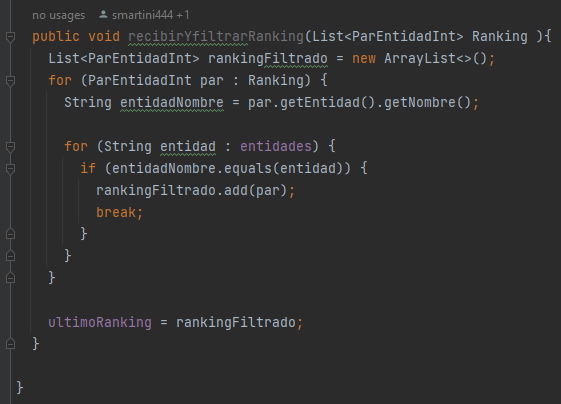 no usages smartini444 +1
public void recibirYfiltrarRanking(List<ParEntidadInt> Ranking ){
List<ParEntidadInt> rankingFiltrado = new ArrayList<>();
for (ParEntidadInt par : Ranking) {
String entidadNombre = par.getEntidad().getNombre();
for (String entidad : entidades) {
if (entidadNombre.equals(entidad)) {
rankingFiltrado.add(par);
break;
}
}
}
ultimoRanking = rankingFiltrado;
}
}